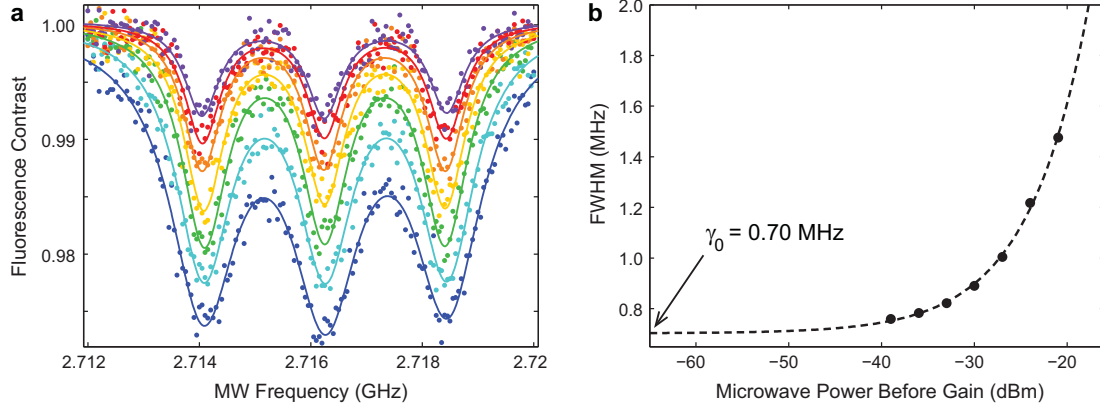 a
1.00
0.99
0.98
Fluorescence Contrast
2.712
2.714
2.716
2.718
2.72
MW Frequency (GHz)
b
2.0
1.8
1.6
1.4
1.2
1.0
0.8
FWHM (MHz)
γ0 = 0.70 MHz
−60
−50
−40
−30
−20
Microwave Power Before Gain (dBm)